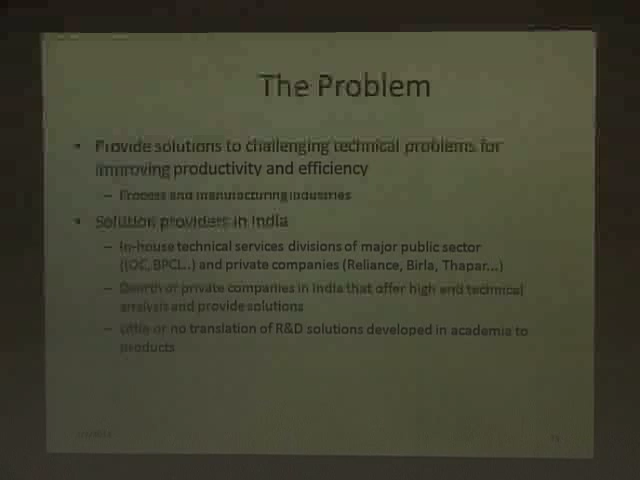 The Problem
• Provide solutions to challenging technical problems for
improving productivity and efficiency
– Process and manufacturing industries
• Solution providers in India
– In-house technical services divisions of major public sector
(IOC, BPCL..) and private companies (Reliance, Birla, Thapar...)
– Dearth of private companies in India that offer high end technical
analysis and provide solutions
– Little or no translation of R&D solutions developed in academia to
products